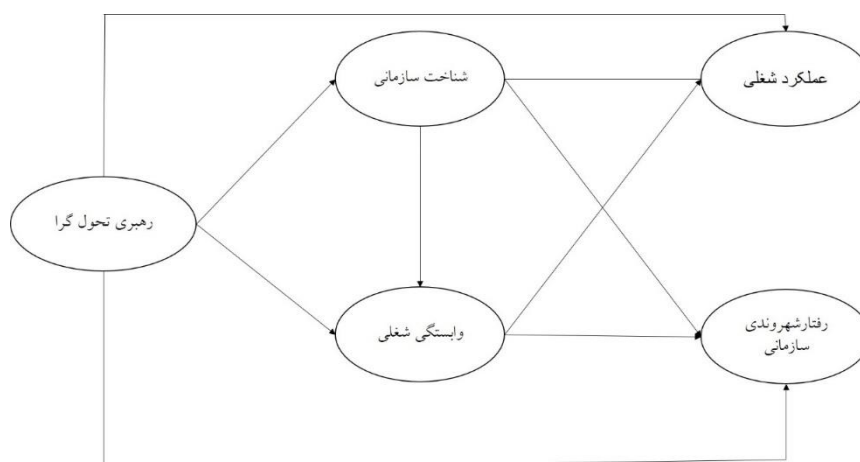 شناخت سازمانی
عملکرد شغلی
رهبری تحول گرا
وابستگی شغلی
رفتارشهروندی
سازمانی